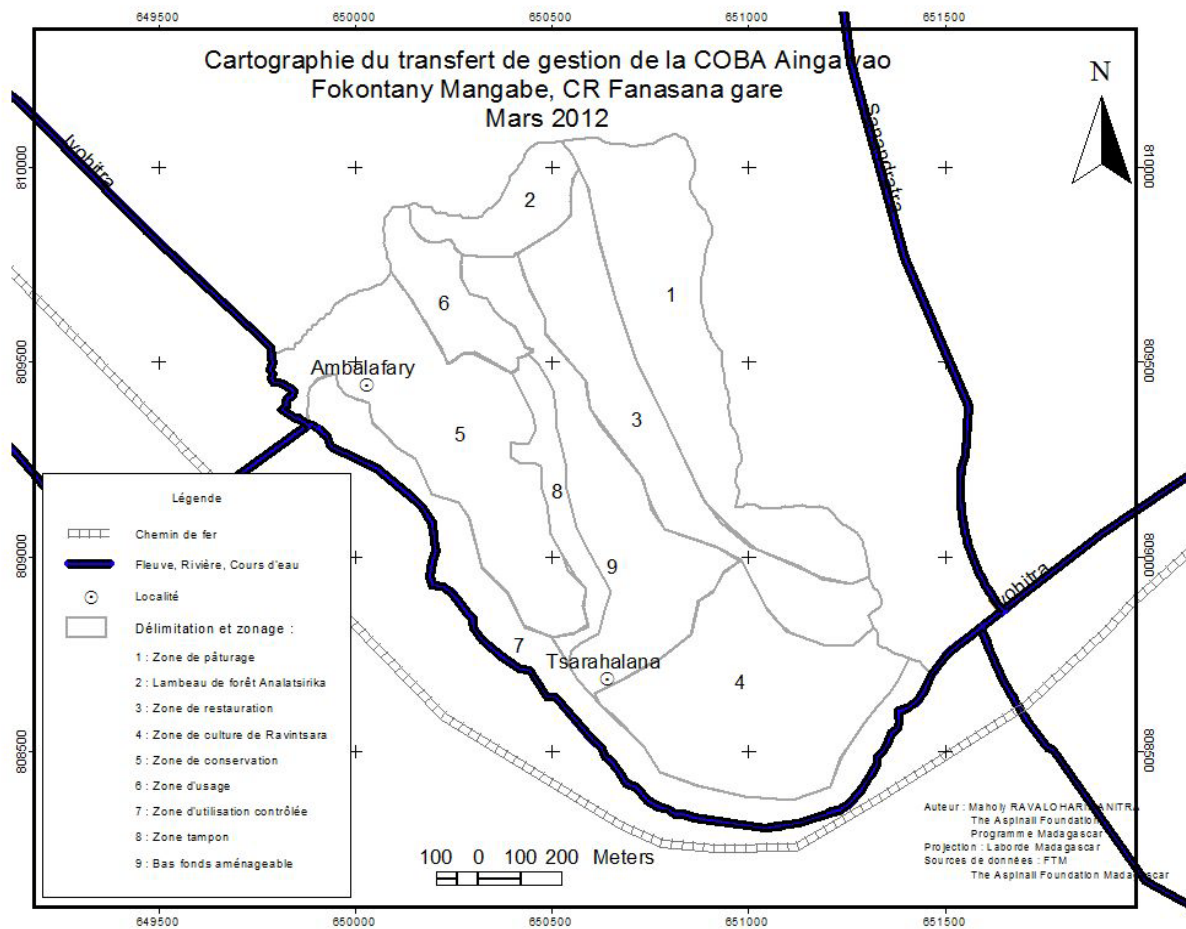 649500 650000 650500 651000 651500
Cartographie du transfert de gestion de la COBA Aingavao
Fokontany Mangabe, CR Fanasana gare
Mars 2012
N
Ivohitra
Sanandratra
810000
810000
2
1
6
809500
809500
Ambalafary
3
5
8
809000
809000
9
Ivohitra
7
Tsarahalana
4
808500
808500
Légende
Chemin de fer
Fleuve, Rivière, Cours d'eau
Localité
Délimitation et zonage :
1 : Zone de pâturage
2 : Lambeau de forêt Analatsirika
3 : Zone de restauration
4 : Zone de culture de Ravintsara
5 : Zone de conservation
6 : Zone d'usage
7 : Zone d'utilisation contrôlée
8 : Zone tampon
9 : Bas fonds aménageable
100 0 100 200 Meters
Auteur : Maholy RAVALOHARIMANITRA
The Aspinall Foundation
Programme Madagascar
Projection : Laborde Madagascar
Sources de données : FTM
The Aspinall Foundation Madagascar
649500 650000 650500 651000 651500